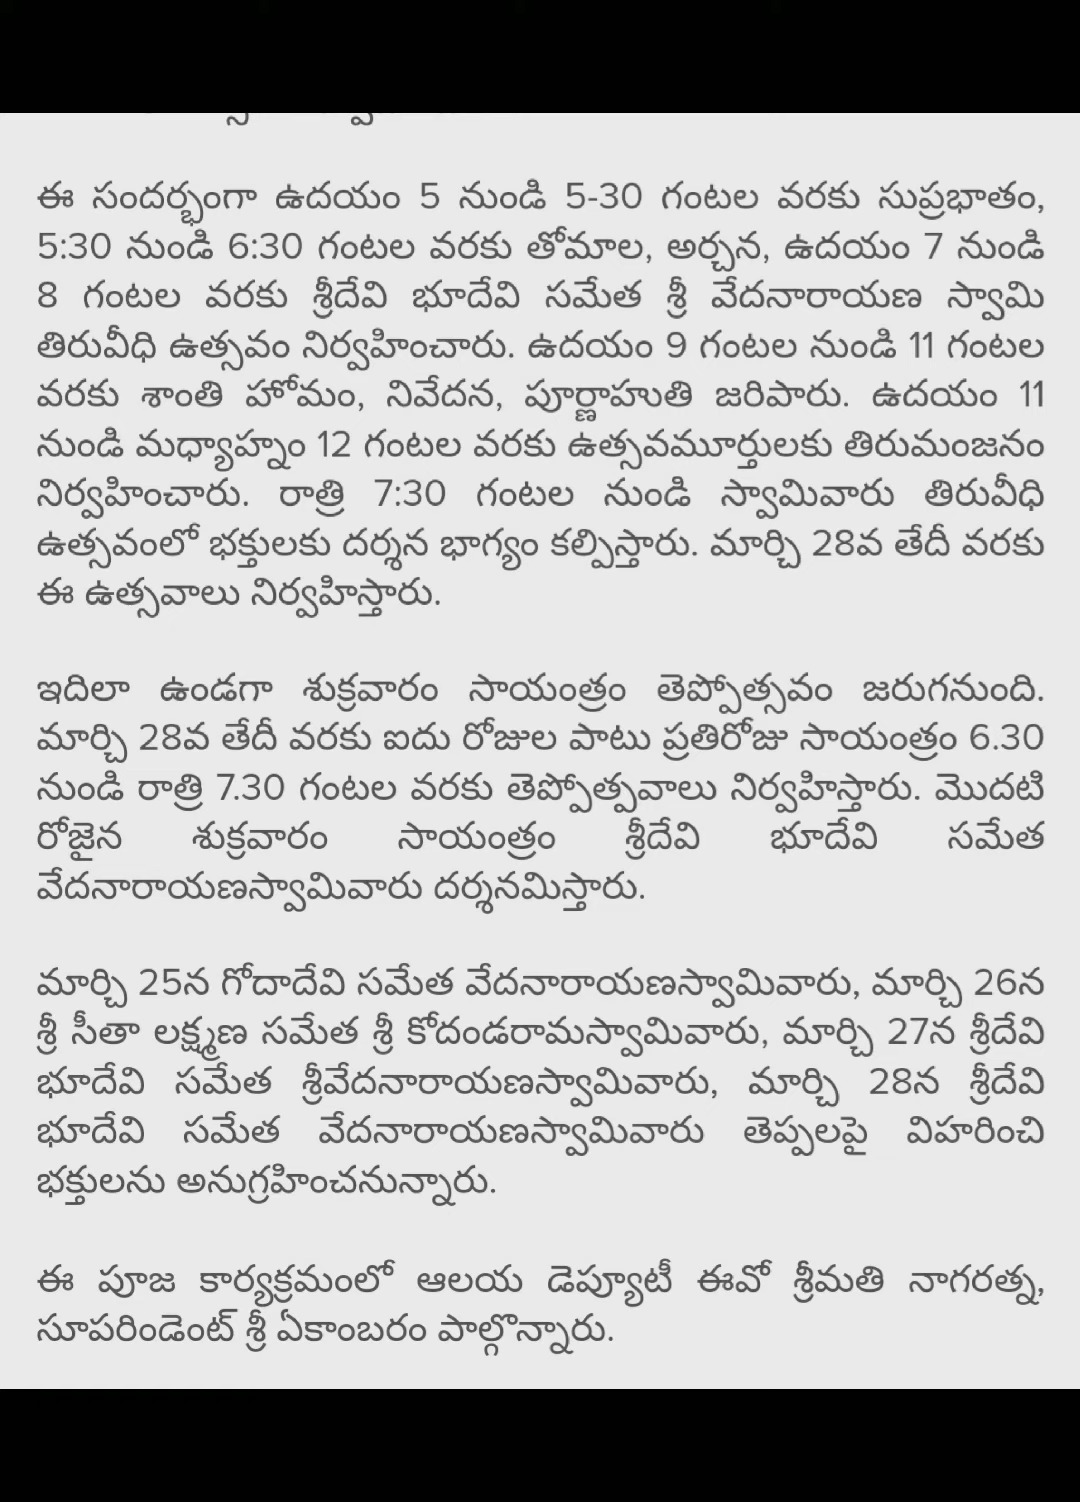 ఈ సందర్భంగా ఉదయం 5 నుండి 5-30 గంటల వరకు సుప్రభాతం,
5:30 నుండి 6:30 గంటల వరకు తోమాల, అర్చన, ఉదయం 7 నుండి
8 గంటల వరకు శ్రీదేవి భూదేవి సమేత శ్రీ వేదనారాయణ స్వామి
తిరువీధి ఉత్సవం నిర్వహించారు. ఉదయం 9 గంటల నుండి 11 గంటల
వరకు శాంతి హోమం, నివేదన, పూర్ణాహుతి జరిపారు. ఉదయం 11
నుండి మధ్యాహ్నం 12 గంటల వరకు ఉత్సవమూర్తులకు తిరుమంజనం
నిర్వహించారు. రాత్రి 7:30 గంటల నుండి స్వామివారు తిరువీధి
ఉత్సవంలో భక్తులకు దర్శన భాగ్యం కల్పిస్తారు. మార్చి 28వ తేదీ వరకు
ఈ ఉత్సవాలు నిర్వహిస్తారు.
ఇదిలా ఉండగా శుక్రవారం సాయంత్రం తెప్పోత్సవం జరుగనుంది.
మార్చి 28వ తేదీ వరకు ఐదు రోజుల పాటు ప్రతిరోజు సాయంత్రం 6.30
నుండి రాత్రి 7.30 గంటల వరకు తెప్పోత్పవాలు నిర్వహిస్తారు. మొదటి
రోజైన శుక్రవారం సాయంత్రం శ్రీదేవి భూదేవి సమేత
వేదనారాయణస్వామివారు దర్శనమిస్తారు.
మార్చి 25న గోదాదేవి సమేత వేదనారాయణస్వామివారు, మార్చి 26న
శ్రీ సీతా లక్ష్మణ సమేత శ్రీ కోదండరామస్వామివారు, మార్చి 27న శ్రీదేవి
భూదేవి సమేత శ్రీవేదనారాయణస్వామివారు, మార్చి 28న శ్రీదేవి
భూదేవి సమేత వేదనారాయణస్వామివారు తెప్పలపై విహరించి
భక్తులను అనుగ్రహించనున్నారు.
ఈ పూజ కార్యక్రమంలో ఆలయ డెప్యూటీ ఈవో శ్రీమతి నాగరత్న,
సూపరిండెంట్ శ్రీ ఏకాంబరం పాల్గొన్నారు.